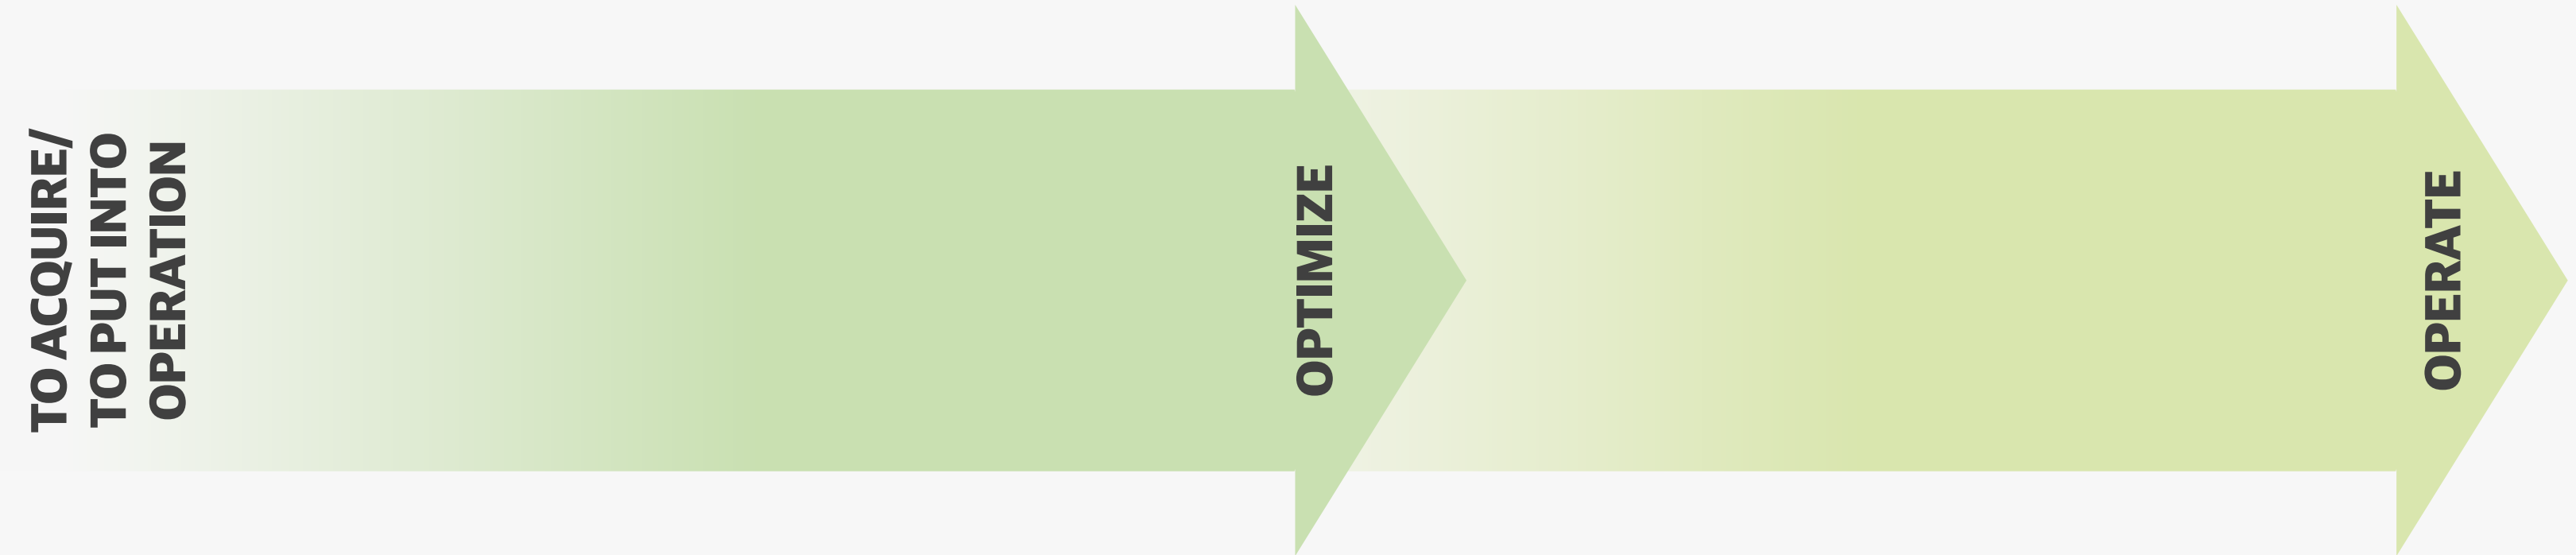 TO ACQUIRE/
TO PUT INTO
OPERATION
OPTIMIZE
OPERATE